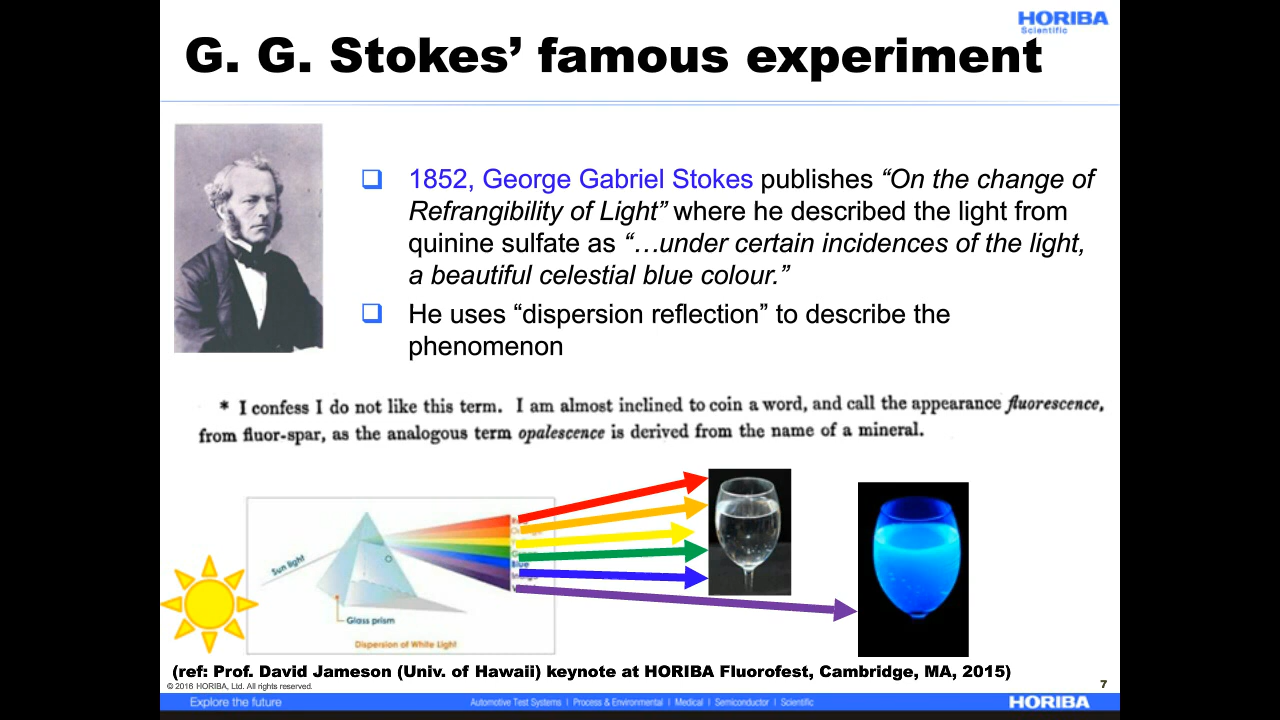 HORIBA
Scientific
G. G. Stokes’ famous experiment
1852, George Gabriel Stokes publishes “On the change of
Refrangibility of Light” where he described the light from
quinine sulfate as “…under certain incidences of the light,
a beautiful celestial blue colour.”
He uses “dispersion reflection” to describe the
phenomenon
* I confess I do not like this term. I am almost inclined to coin a word, and call the appearance fluorescence,
from fluor-spar, as the analogous term opalescence is derived from the name of a mineral.
Sun light
Blue
Glass prism
Dispersion of White Light
(ref: Prof. David Jameson (Univ. of Hawaii) keynote at HORIBA Fluorofest, Cambridge, MA, 2015)
© 2016 HORIBA, Ltd. All rights reserved.
7
Explore the future
Automotive Test Systems | Process & Environmental | Medical | Semiconductor | Scientific
HORIBA